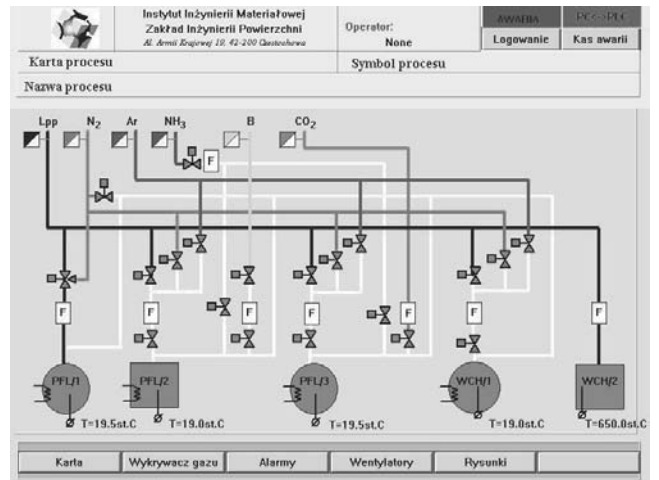 Instytut Inżynierii Materiałowej
Zakład Inżynierii Powierzchni
Al. Armii Krajowej 19, 42-200 Częstochowa
Operator:
None
AWARIA PC<->PLC
Logowanie Kas awarii
Karta procesu Symbol procesu
Nazwa procesu
Lpp N2 Ar NH3 B CO2
F
F F F F F F
PFL/1 PFL/2 PFL/3 WCH/1 WCH/2
T=19.5st.C T=19.0st.C T=19.5st.C T=19.0st.C T=650.0st.C
Karta Wykrywacz gazu Alarmy Wentylatory Rysunki